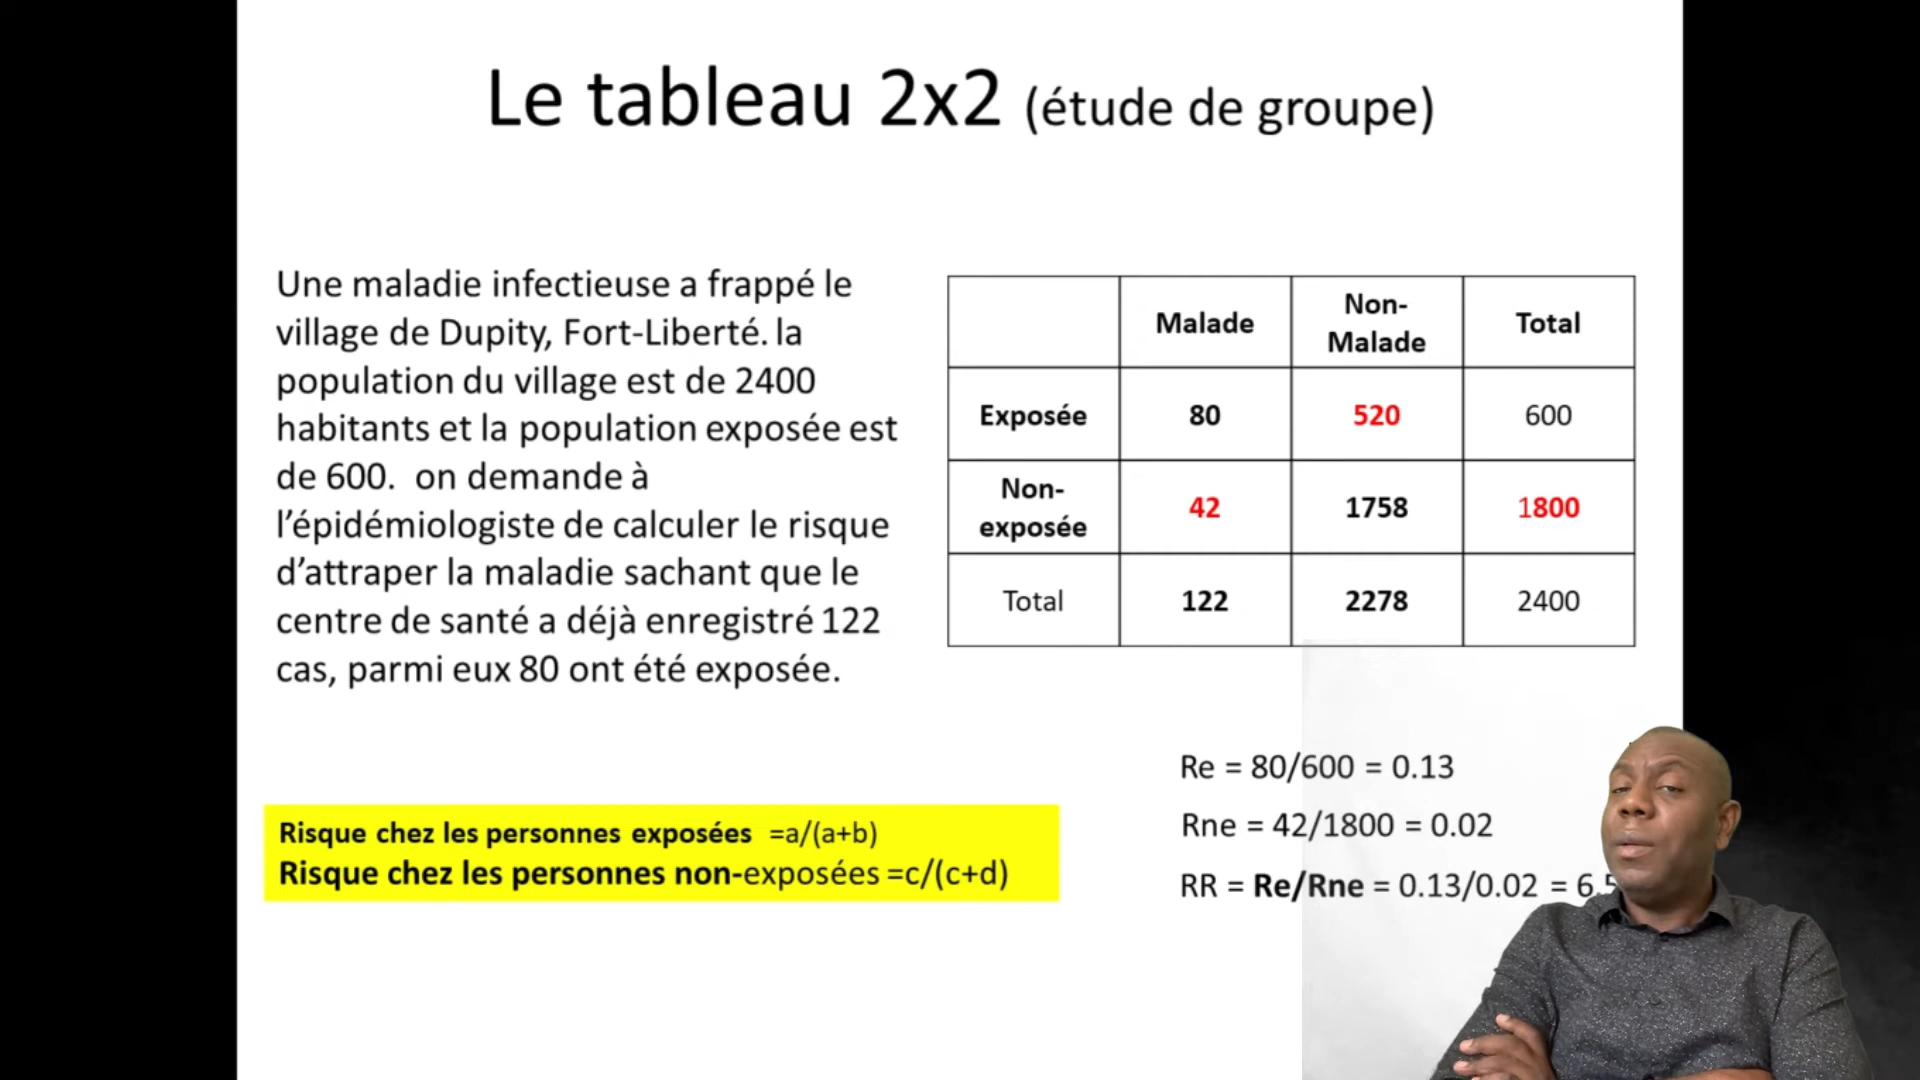 Le tableau 2x2 (étude de groupe)
Une maladie infectieuse a frappé le
village de Dupity, Fort-Liberté. la
population du village est de 2400
habitants et la population exposée est
de 600. on demande à
l’épidémiologiste de calculer le risque
d’attraper la maladie sachant que le
centre de santé a déjà enregistré 122
cas, parmi eux 80 ont été exposée.
Malade Non-Malade Total
Exposée 80 520 600
Non-exposée 42 1758 1800
Total 122 2278 2400
Re = 80/600 = 0.13
Rne = 42/1800 = 0.02
RR = Re/Rne = 0.13/0.02 = 6.5
Risque chez les personnes exposées =a/(a+b)
Risque chez les personnes non-exposées =c/(c+d)